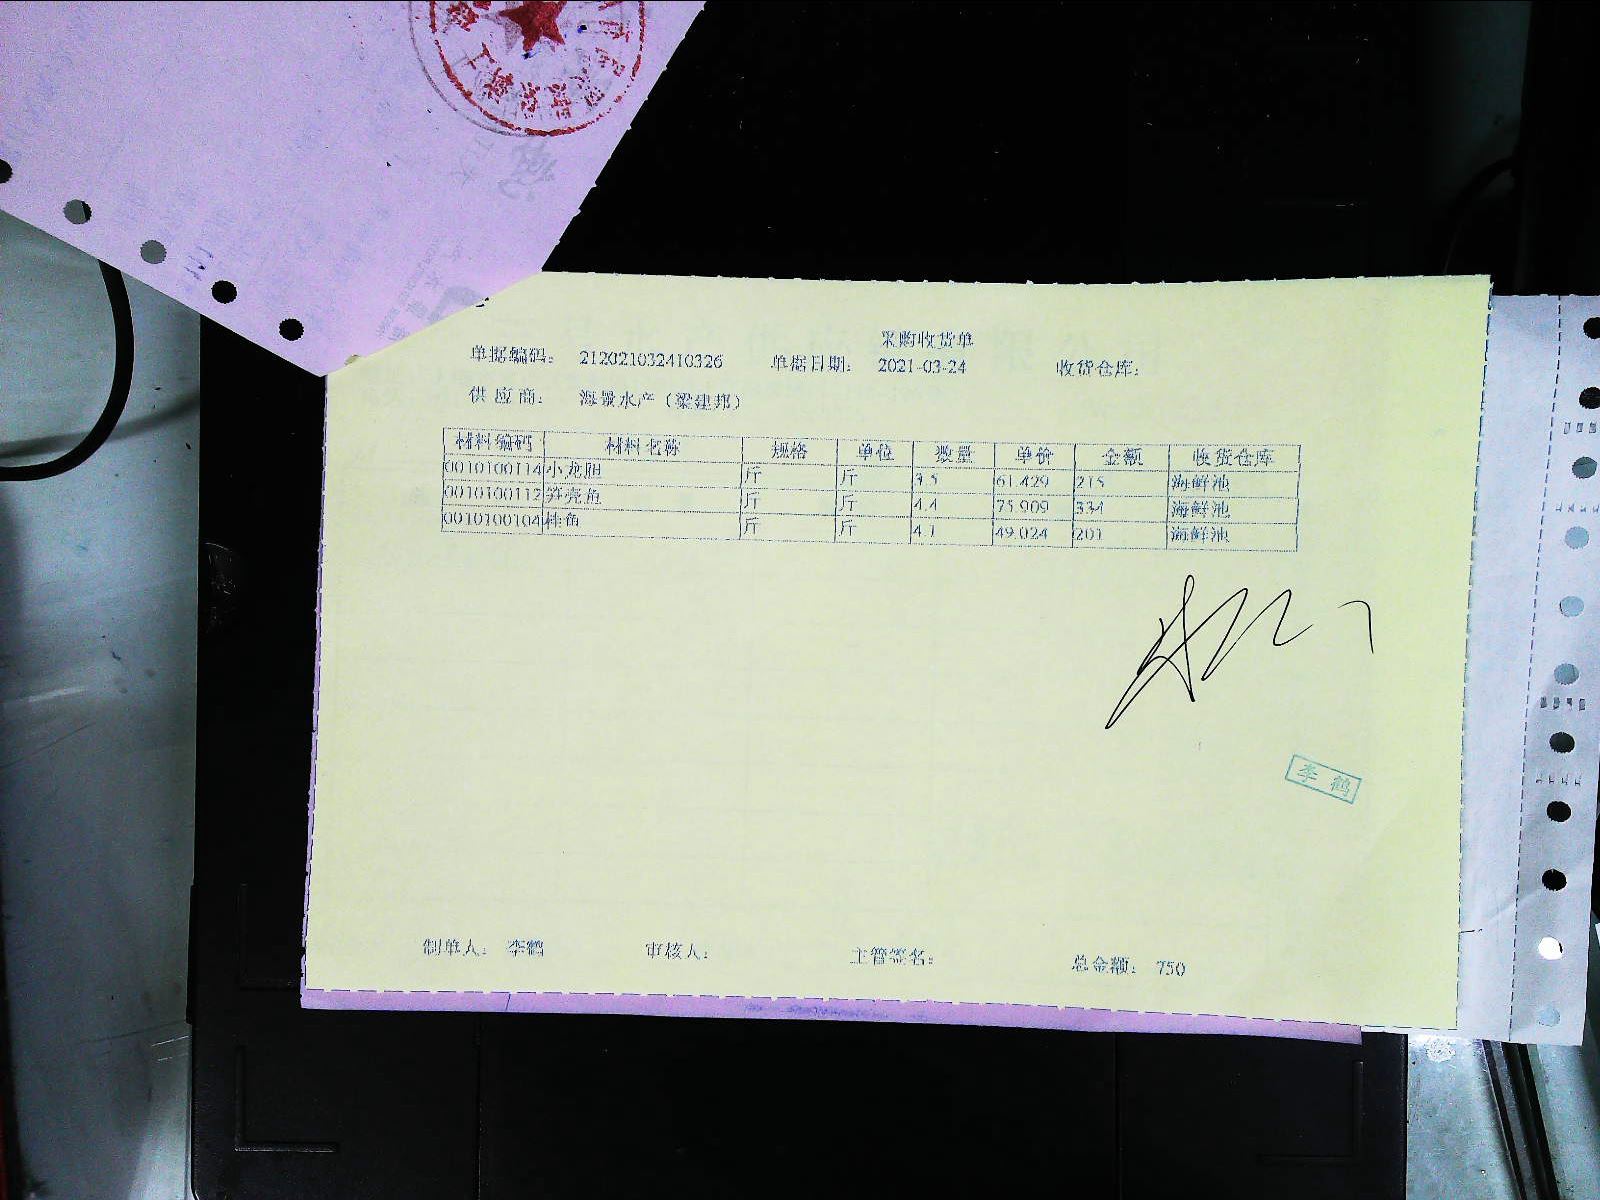 采购收货单
单据编码: 212021032410326 单据日期: 2021-03-24 收货仓库:
供应商: 海景水产（梁建邦）
材料编码 材料名称 规格 单位 数量 单价 金额 收货仓库
0010100114 小龙胆 斤 斤 3.5 61.429 215 海鲜池
0010100112 笋壳鱼 斤 斤 4.4 75.909 334 海鲜池
0010100104 桂鱼 斤 斤 4.1 49.024 201 海鲜池
李鹤
制单人: 李鹤 审核人: 主管签名: 总金额: 750